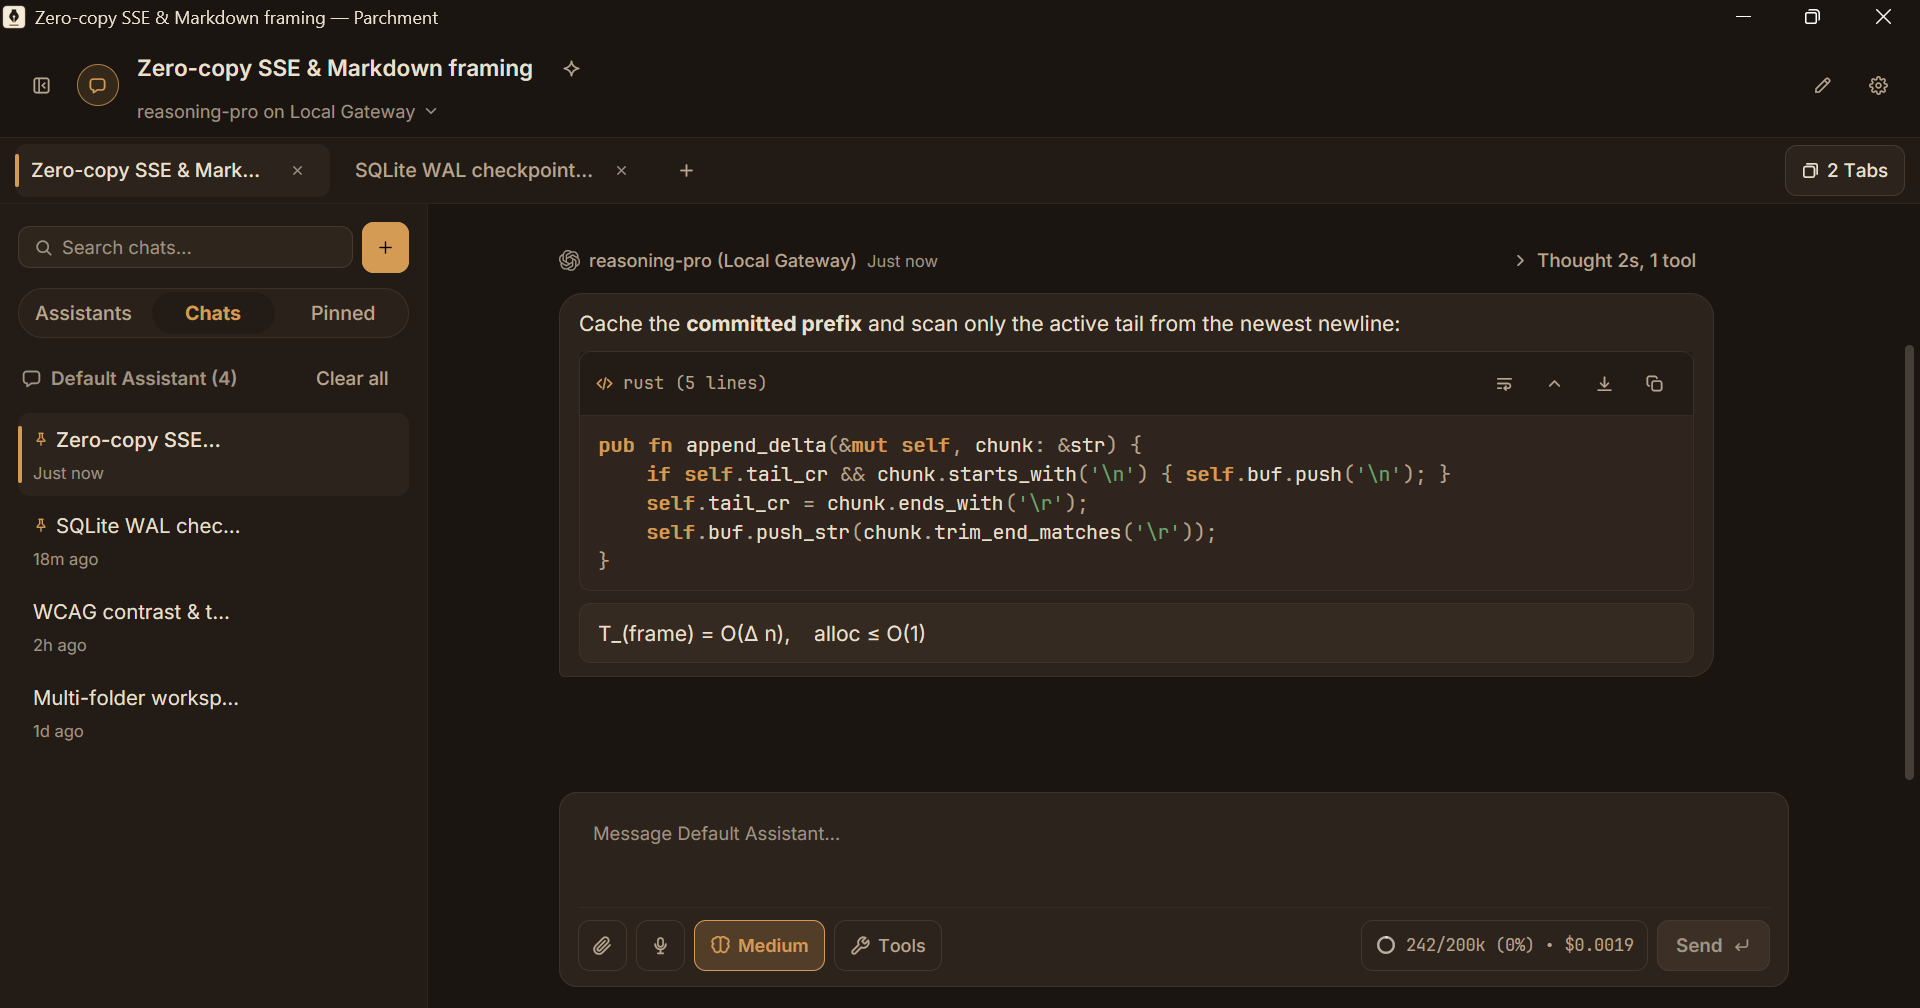 Zero-copy SSE & Markdown framing — Parchment
Zero-copy SSE & Markdown framing
reasoning-pro on Local Gateway
Zero-copy SSE & Mark...
SQLite WAL checkpoint...
2 Tabs
Search chats...
Assistants
Chats
Pinned
Default Assistant (4)
Clear all
Zero-copy SSE...
Just now
SQLite WAL chec...
18m ago
WCAG contrast & t...
2h ago
Multi-folder worksp...
1d ago
reasoning-pro (Local Gateway) Just now
Thought 2s, 1 tool
Cache the committed prefix and scan only the active tail from the newest newline:
rust (5 lines)
pub fn append_delta(&mut self, chunk: &str) {
    if self.tail_cr && chunk.starts_with('\n') { self.buf.push('\n'); }
    self.tail_cr = chunk.ends_with('\r');
    self.buf.push_str(chunk.trim_end_matches('\r'));
}
T_(frame) = O(Δ n), alloc ≤ O(1)
Message Default Assistant...
Medium
Tools
242/200k (0%) • $0.0019
Send